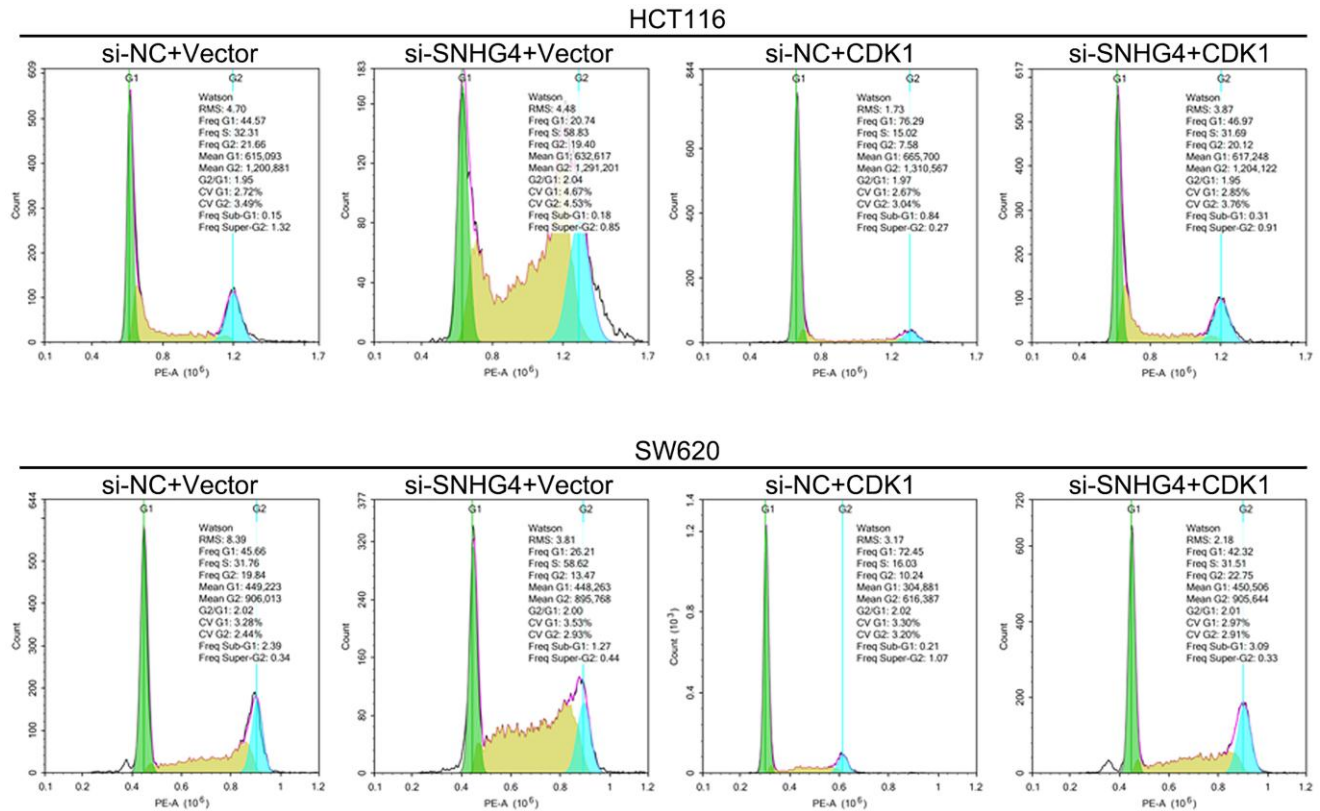 HCT116
si-NC+Vector
si-SNHG4+Vector
si-NC+CDK1
si-SNHG4+CDK1
609
500
400
300
200
100
0
Count
G1
G2
Watson
RMS: 4.70
Freq G1: 44.57
Freq S: 32.31
Freq G2: 21.66
Mean G1: 615,093
Mean G2: 1,200,881
G2/G1: 1.95
CV G1: 2.72%
CV G2: 3.49%
Freq Sub-G1: 0.15
Freq Super-G2: 1.32
0.1 0.4 0.8 1.2 1.7
PE-A (10⁶)
183
160
120
80
40
0
Count
G1
G2
Watson
RMS: 4.48
Freq G1: 20.74
Freq S: 58.83
Freq G2: 19.40
Mean G1: 632,617
Mean G2: 1,291,201
G2/G1: 2.04
CV G1: 4.67%
CV G2: 4.53%
Freq Sub-G1: 0.18
Freq Super-G2: 0.85
0.1 0.4 0.8 1.2 1.7
PE-A (10⁶)
844
600
400
200
0
Count
G1
G2
Watson
RMS: 1.73
Freq G1: 76.29
Freq S: 15.02
Freq G2: 7.58
Mean G1: 665,700
Mean G2: 1,310,567
G2/G1: 1.97
CV G1: 2.67%
CV G2: 3.04%
Freq Sub-G1: 0.84
Freq Super-G2: 0.27
0.1 0.4 0.8 1.2 1.7
PE-A (10⁶)
617
500
400
300
200
100
0
Count
G1
G2
Watson
RMS: 3.87
Freq G1: 46.97
Freq S: 31.69
Freq G2: 20.12
Mean G1: 617,248
Mean G2: 1,204,122
G2/G1: 1.95
CV G1: 2.85%
CV G2: 3.76%
Freq Sub-G1: 0.31
Freq Super-G2: 0.91
0.1 0.4 0.8 1.2 1.7
PE-A (10⁶)
SW620
si-NC+Vector
si-SNHG4+Vector
si-NC+CDK1
si-SNHG4+CDK1
644
500
400
300
200
100
0
Count
G1
G2
Watson
RMS: 8.39
Freq G1: 45.66
Freq S: 31.76
Freq G2: 19.84
Mean G1: 449,223
Mean G2: 906,013
G2/G1: 2.02
CV G1: 3.28%
CV G2: 2.44%
Freq Sub-G1: 2.39
Freq Super-G2: 0.34
0.1 0.2 0.4 0.6 0.8 1 1.2
PE-A (10⁶)
377
320
240
160
80
0
Count
G1
G2
Watson
RMS: 3.81
Freq G1: 26.21
Freq S: 58.62
Freq G2: 13.47
Mean G1: 448,263
Mean G2: 895,768
G2/G1: 2.00
CV G1: 3.53%
CV G2: 2.93%
Freq Sub-G1: 1.27
Freq Super-G2: 0.44
0.1 0.2 0.4 0.6 0.8 1 1.2
PE-A (10⁶)
1.4
1.2
0.8
0.4
0
Count (10³)
G1
G2
Watson
RMS: 3.17
Freq G1: 72.45
Freq S: 16.03
Freq G2: 10.24
Mean G1: 304,881
Mean G2: 616,387
G2/G1: 2.02
CV G1: 3.30%
CV G2: 3.20%
Freq Sub-G1: 0.21
Freq Super-G2: 1.07
0.1 0.2 0.4 0.6 0.8 1 1.2
PE-A (10⁶)
720
600
400
200
0
Count
G1
G2
Watson
RMS: 2.18
Freq G1: 42.32
Freq S: 31.51
Freq G2: 22.75
Mean G1: 450,506
Mean G2: 905,644
G2/G1: 2.01
CV G1: 2.97%
CV G2: 2.91%
Freq Sub-G1: 3.09
Freq Super-G2: 0.33
0.1 0.2 0.4 0.6 0.8 1 1.2
PE-A (10⁶)